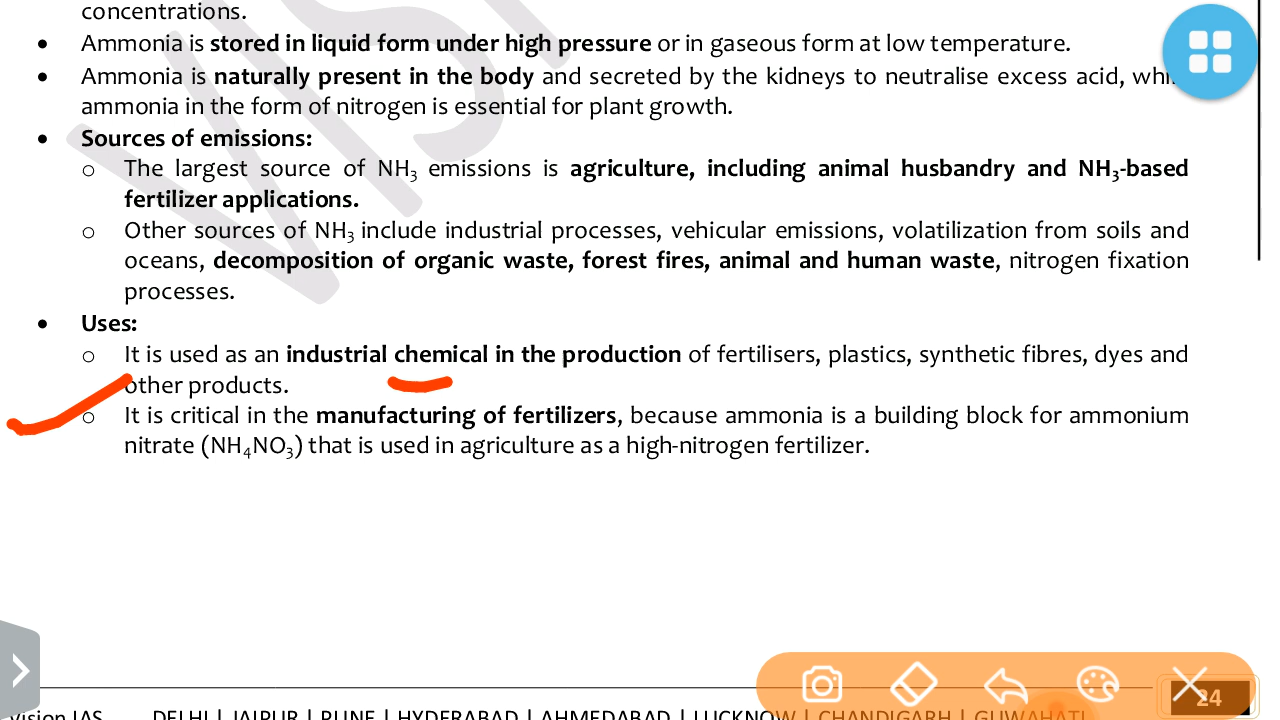 concentrations.
• Ammonia is stored in liquid form under high pressure or in gaseous form at low temperature.
• Ammonia is naturally present in the body and secreted by the kidneys to neutralise excess acid,
ammonia in the form of nitrogen is essential for plant growth.
• Sources of emissions:
o The largest source of NH₃ emissions is agriculture, including animal husbandry and NH₃-based
fertilizer applications.
o Other sources of NH₃ include industrial processes, vehicular emissions, volatilization from soils and
oceans, decomposition of organic waste, forest fires, animal and human waste, nitrogen fixation
processes.
• Uses:
o It is used as an industrial chemical in the production of fertilisers, plastics, synthetic fibres, dyes and
other products.
o It is critical in the manufacturing of fertilizers, because ammonia is a building block for ammonium
nitrate (NH₄NO₃) that is used in agriculture as a high-nitrogen fertilizer.
24
Vision IAS DELHI | JAIPUR | PUNE | HYDERABAD | AHMEDABAD | LUCKNOW | CHANDIGARH | GUWAHATI